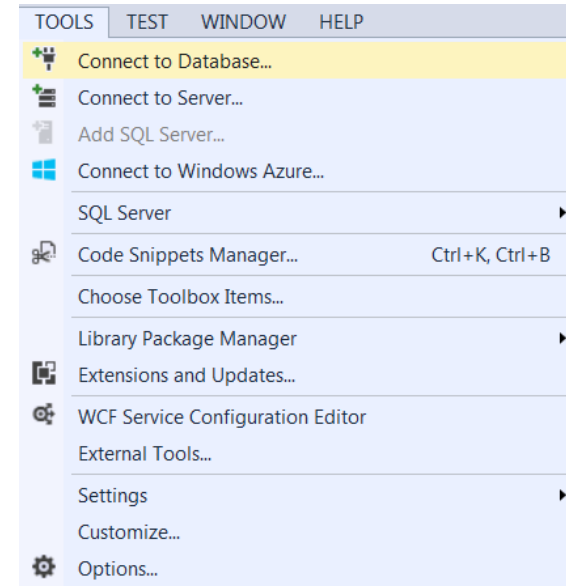 TOOLS TEST WINDOW HELP
Connect to Database...
Connect to Server...
Add SQL Server...
Connect to Windows Azure...
SQL Server
Code Snippets Manager... Ctrl+K, Ctrl+B
Choose Toolbox Items...
Library Package Manager
Extensions and Updates...
WCF Service Configuration Editor
External Tools...
Settings
Customize...
Options...